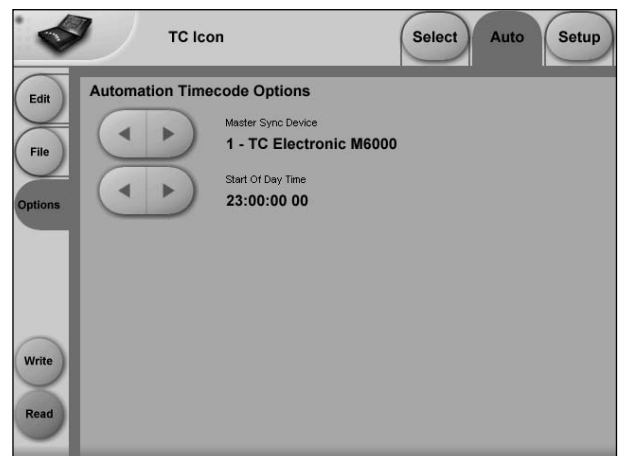 TC Icon
Select
Auto
Setup
Edit
File
Options
Write
Read
Automation Timecode Options
Master Sync Device
1 - TC Electronic M6000
Start Of Day Time
23:00:00 00